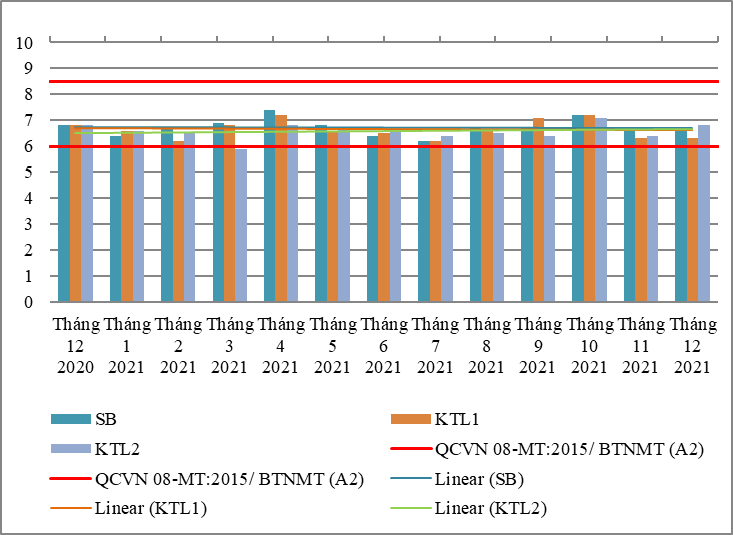 10
9
8
7
6
5
4
3
2
1
0
Tháng Tháng Tháng Tháng Tháng Tháng Tháng Tháng Tháng Tháng Tháng Tháng Tháng
12 1 2 3 4 5 6 7 8 9 10 11 12
2020 2021 2021 2021 2021 2021 2021 2021 2021 2021 2021 2021 2021
SB KTL1
KTL2 QCVN 08-MT:2015/ BTNMT (A2)
QCVN 08-MT:2015/ BTNMT (A2) Linear (SB)
Linear (KTL1) Linear (KTL2)